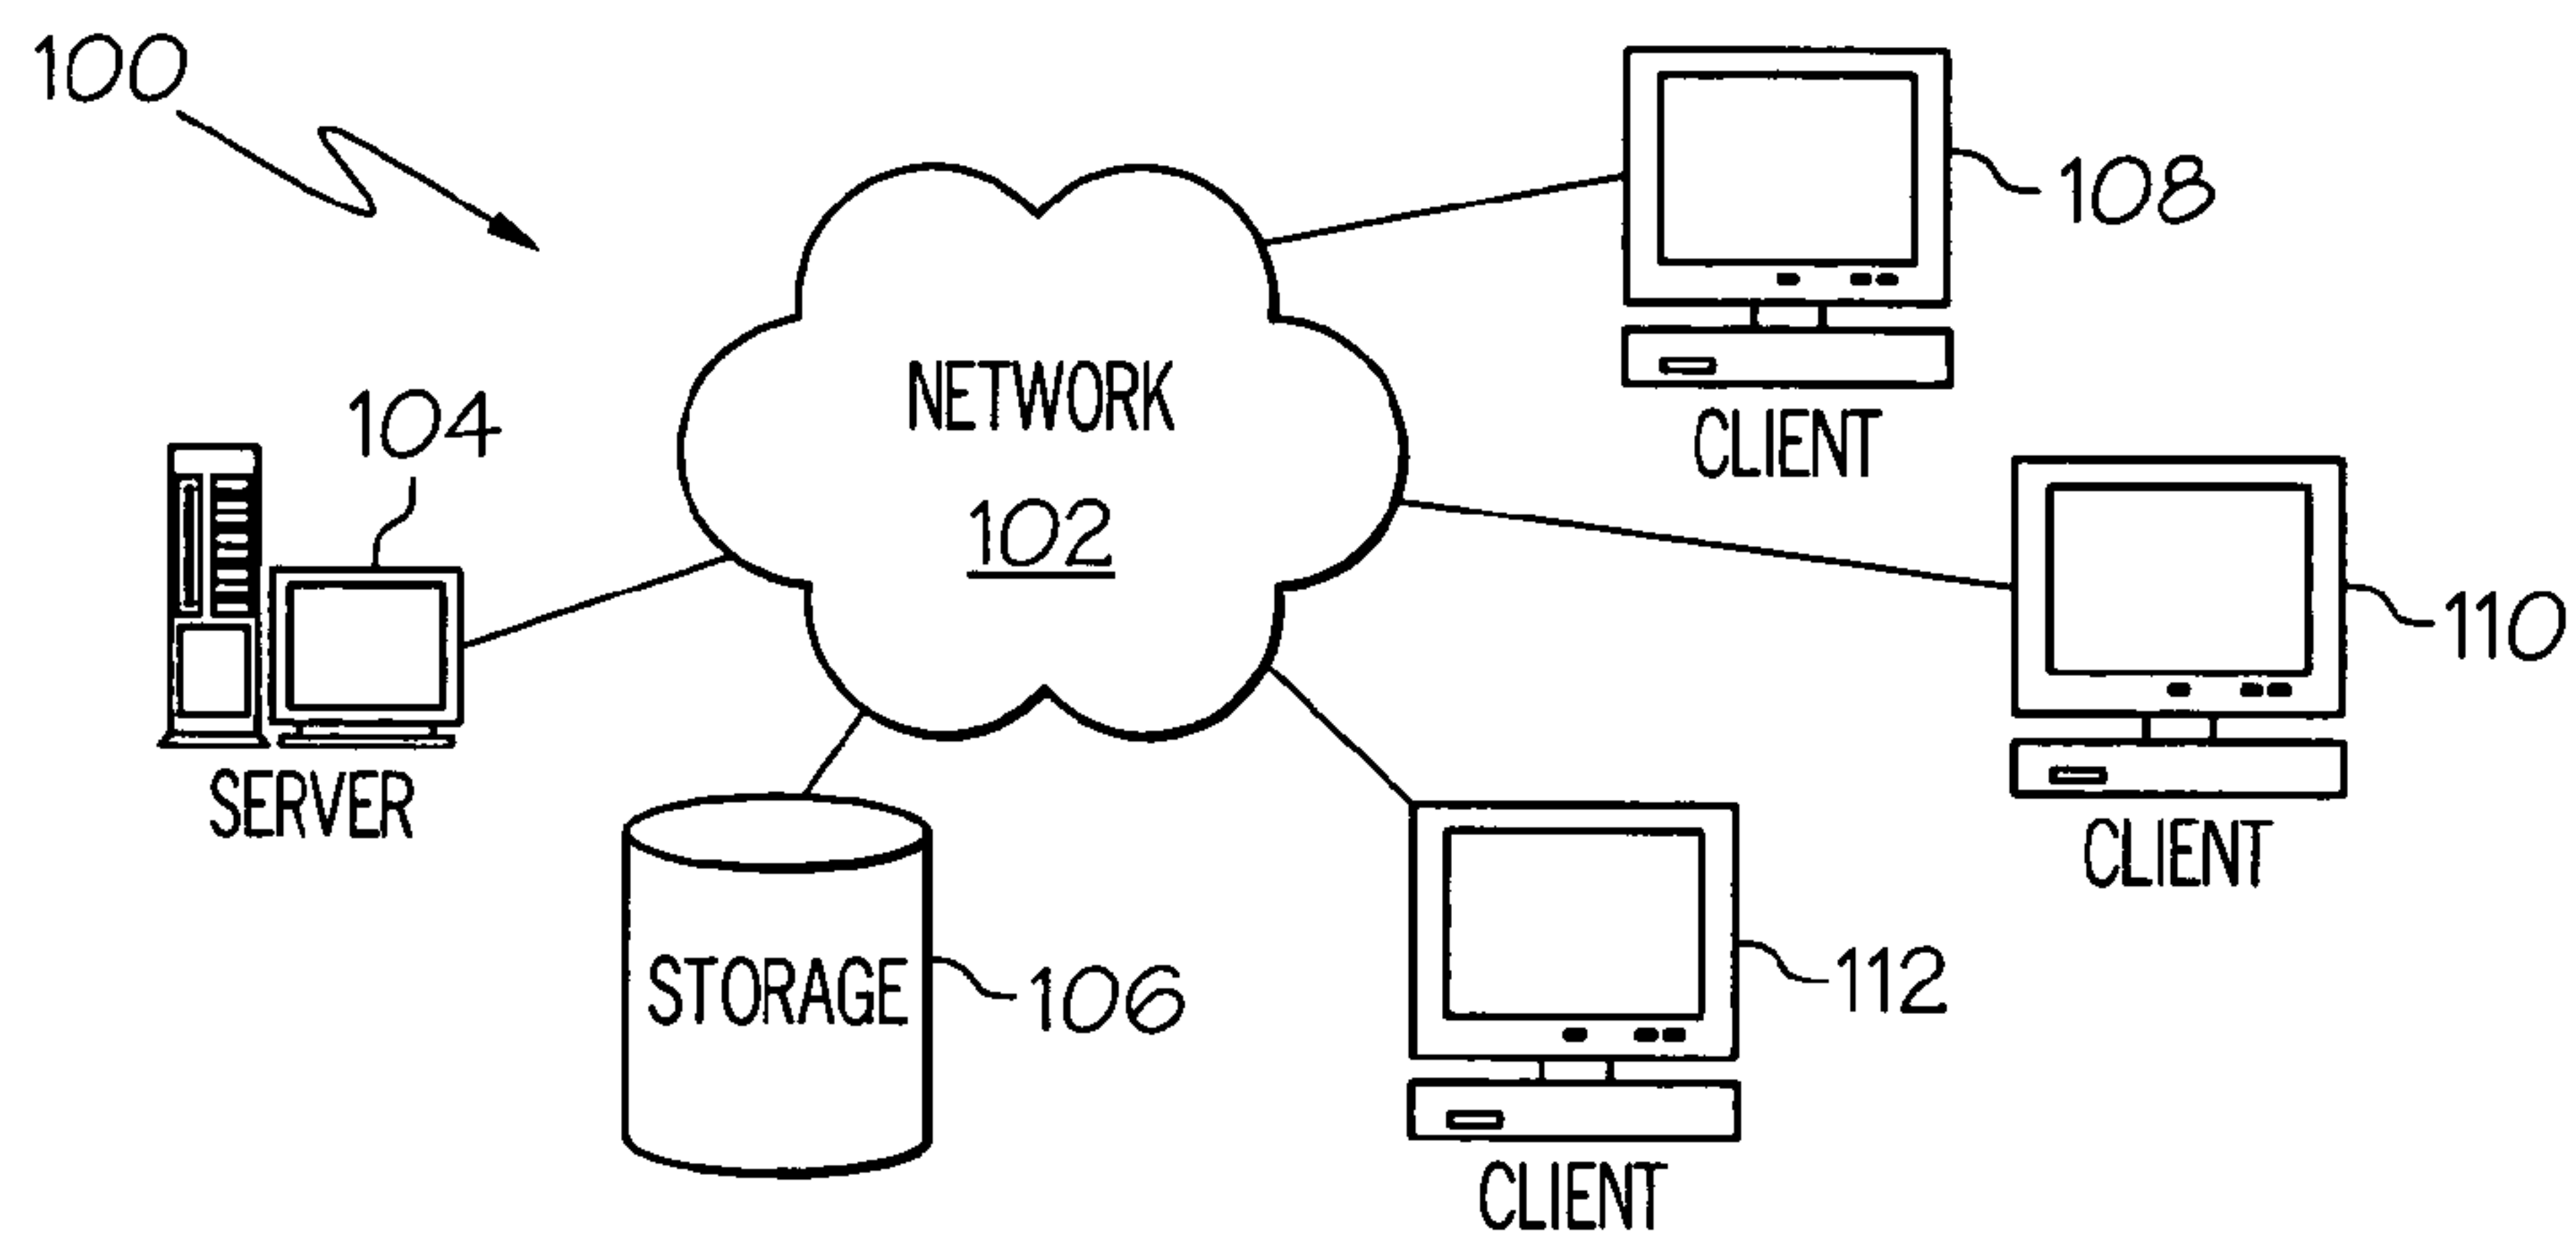 100
108
NETWORK
102
CLIENT
104
SERVER
110
CLIENT
STORAGE
106
112
CLIENT